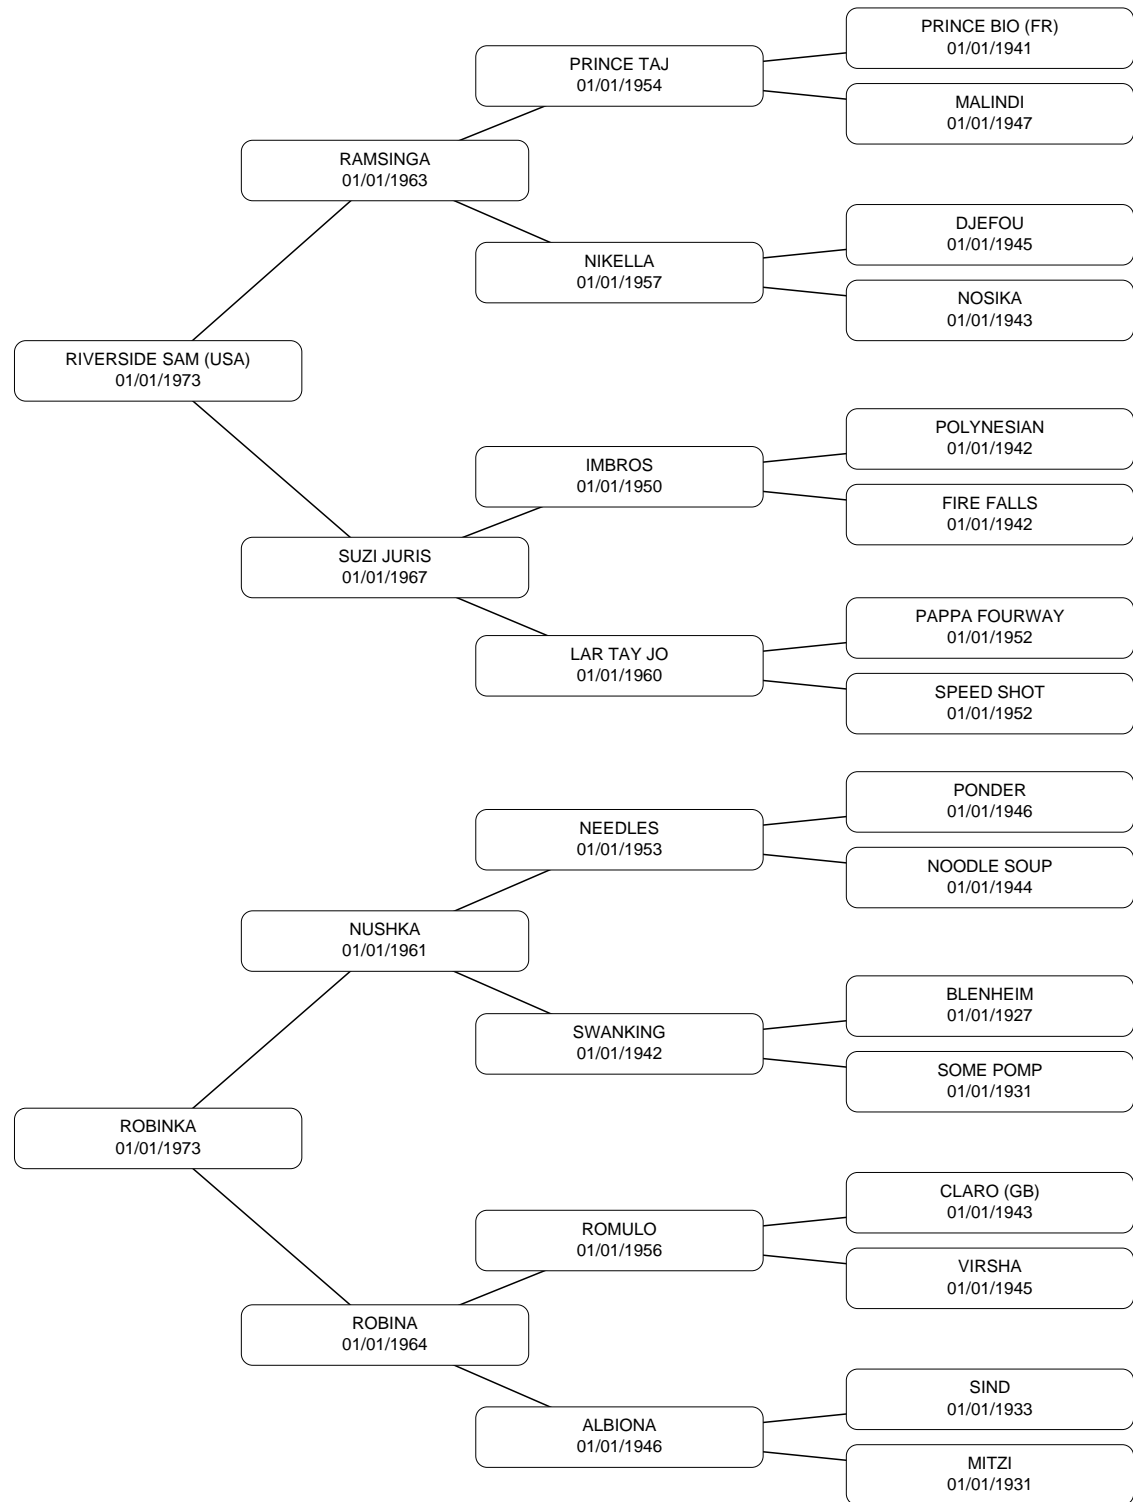 PRINCE BIO (FR)
01/01/1941
PRINCE TAJ
01/01/1954
MALINDI
01/01/1947
RAMSINGA
01/01/1963
DJEFOU
01/01/1945
NIKELLA
01/01/1957
NOSIKA
01/01/1943
RIVERSIDE SAM (USA)
01/01/1973
POLYNESIAN
01/01/1942
IMBROS
01/01/1950
FIRE FALLS
01/01/1942
SUZI JURIS
01/01/1967
PAPPA FOURWAY
01/01/1952
LAR TAY JO
01/01/1960
SPEED SHOT
01/01/1952
PONDER
01/01/1946
NEEDLES
01/01/1953
NOODLE SOUP
01/01/1944
NUSHKA
01/01/1961
BLENHEIM
01/01/1927
SWANKING
01/01/1942
SOME POMP
01/01/1931
ROBINKA
01/01/1973
CLARO (GB)
01/01/1943
ROMULO
01/01/1956
VIRSHA
01/01/1945
ROBINA
01/01/1964
SIND
01/01/1933
ALBIONA
01/01/1946
MITZI
01/01/1931